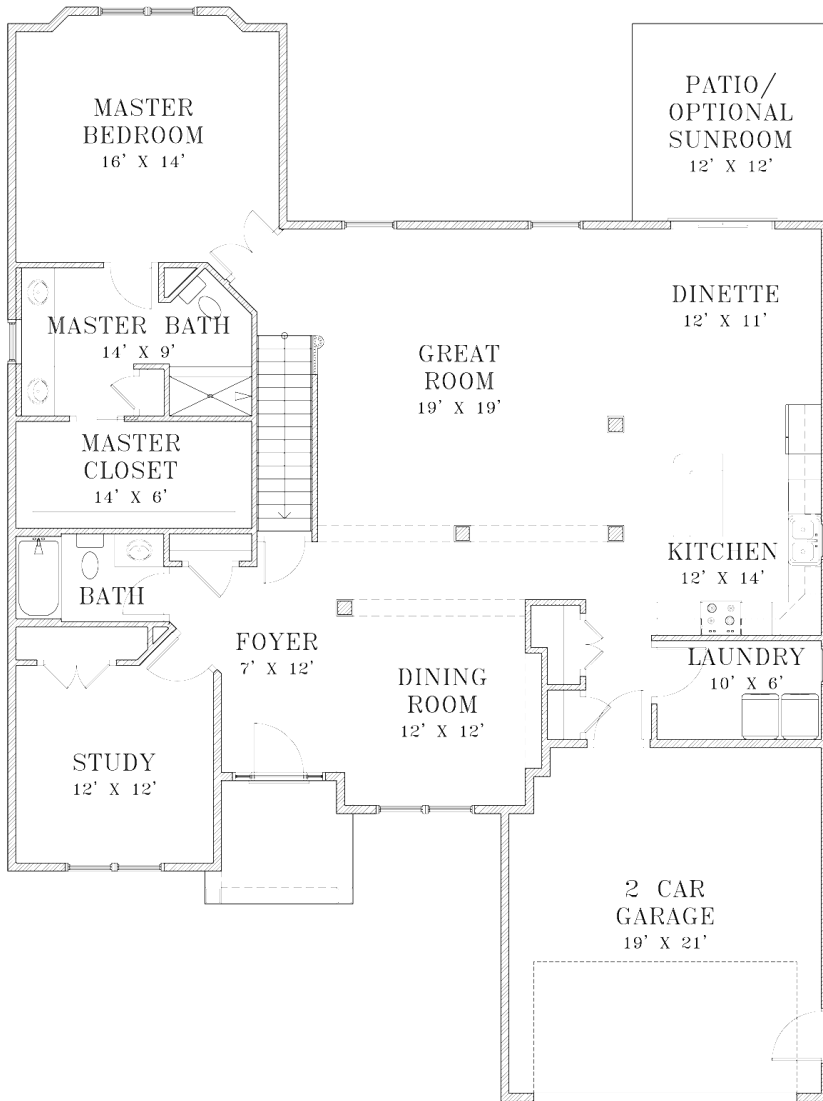 MASTER
BEDROOM
16' X 14'
PATIO/
OPTIONAL
SUNROOM
12' X 12'
MASTER BATH
14' X 9'
DINETTE
12' X 11'
GREAT
ROOM
19' X 19'
MASTER
CLOSET
14' X 6'
KITCHEN
12' X 14'
BATH
FOYER
7' X 12'
DINING
ROOM
12' X 12'
LAUNDRY
10' X 6'
STUDY
12' X 12'
2 CAR
GARAGE
19' X 21'